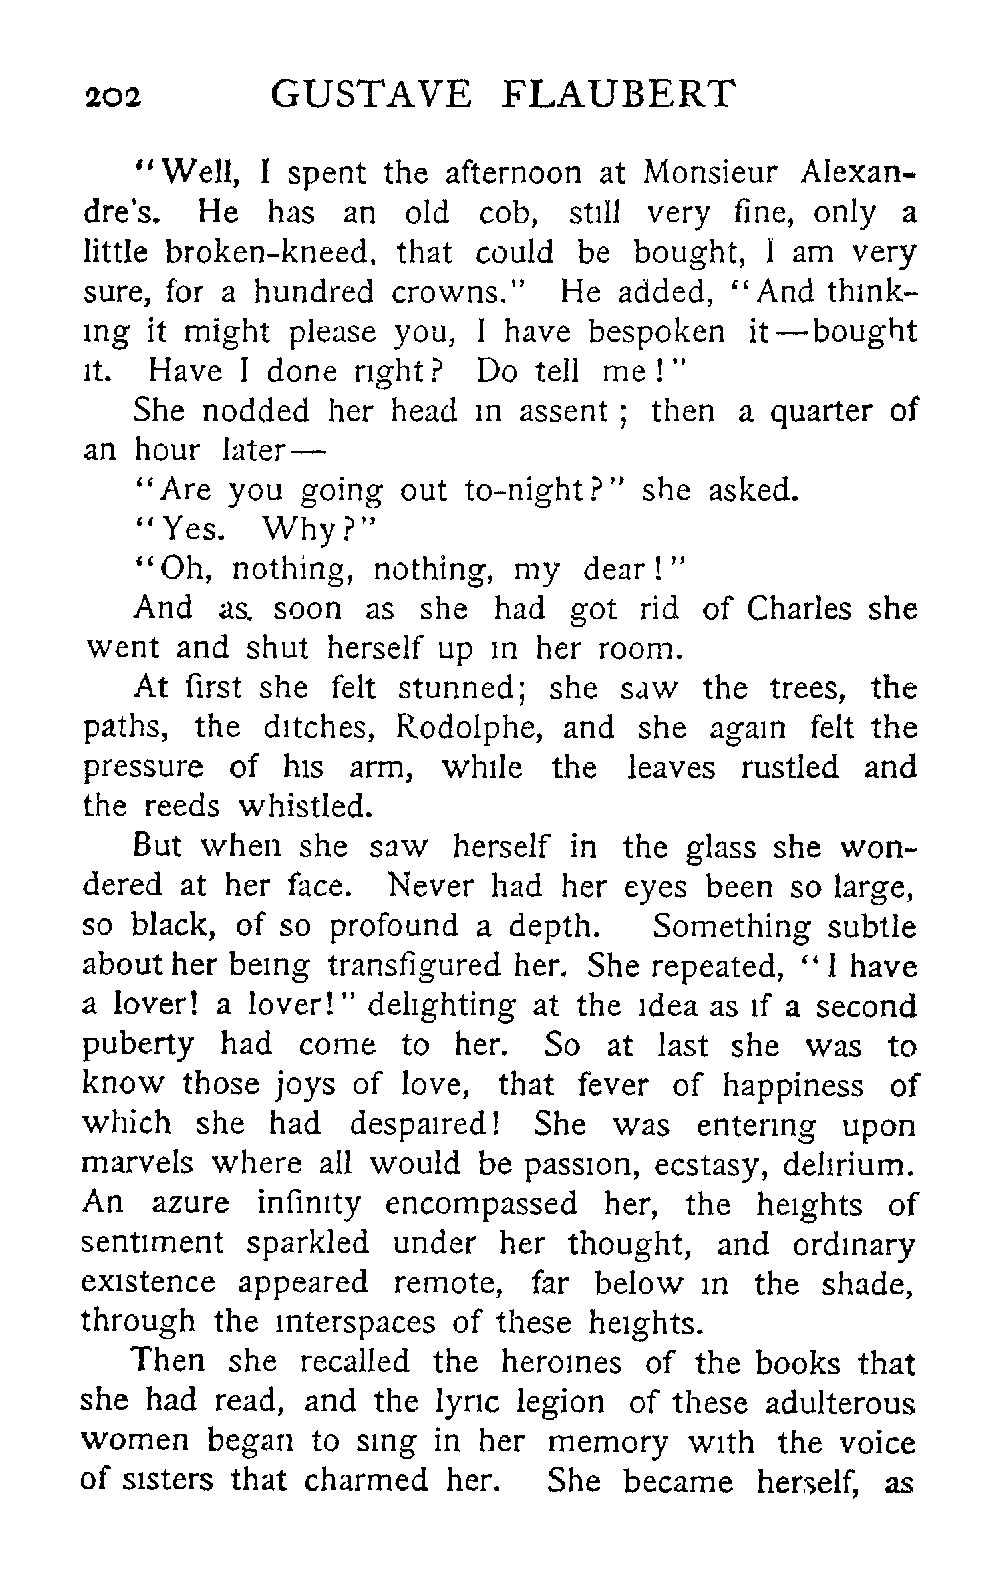 202 GUSTAVE FLAUBERT
"Well, I spent the afternoon at Monsieur Alexan-
dre's. He has an old cob, still very fine, only a
little broken-kneed, that could be bought, I am very
sure, for a hundred crowns." He added, "And think-
ing it might please you, I have bespoken it—bought
it. Have I done right? Do tell me!"
She nodded her head in assent; then a quarter of
an hour later—
"Are you going out to-night?" she asked.
"Yes. Why?"
"Oh, nothing, nothing, my dear!"
And as. soon as she had got rid of Charles she
went and shut herself up in her room.
At first she felt stunned; she saw the trees, the
paths, the ditches, Rodolphe, and she again felt the
pressure of his arm, while the leaves rustled and
the reeds whistled.
But when she saw herself in the glass she won-
dered at her face. Never had her eyes been so large,
so black, of so profound a depth. Something subtle
about her being transfigured her. She repeated, "I have
a lover! a lover!" delighting at the idea as if a second
puberty had come to her. So at last she was to
know those joys of love, that fever of happiness of
which she had despaired! She was entering upon
marvels where all would be passion, ecstasy, delirium.
An azure infinity encompassed her, the heights of
sentiment sparkled under her thought, and ordinary
existence appeared remote, far below in the shade,
through the interspaces of these heights.
Then she recalled the heroines of the books that
she had read, and the lyric legion of these adulterous
women began to sing in her memory with the voice
of sisters that charmed her. She became herself, as